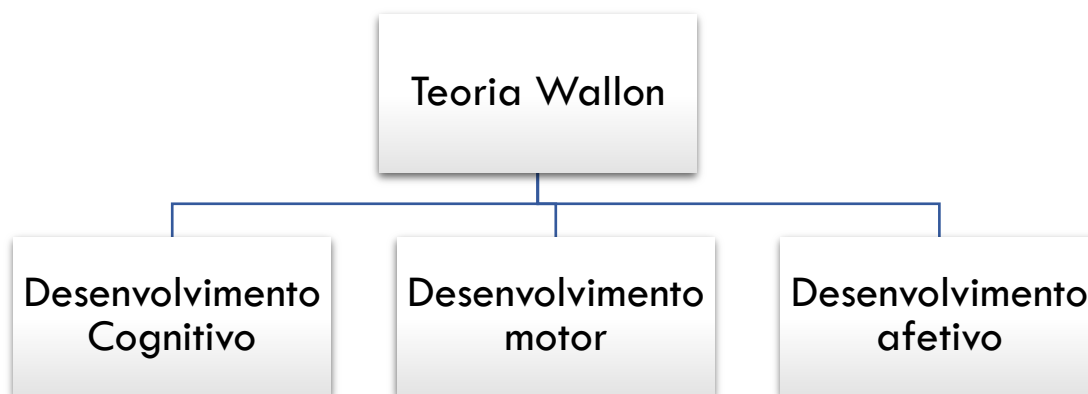 Teoria Wallon
Desenvolvimento
Cognitivo
Desenvolvimento
motor
Desenvolvimento
afetivo